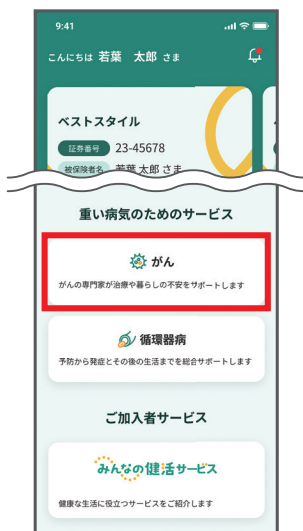 9:41
こんにちは 若葉 太郎 さま
ベストスタイル
証券番号 23-45678
被保険者名 若葉 太郎 さま
重い病気のためのサービス
がん
がんの専門家が治療や暮らしの不安をサポートします
循環器病
予防から発症とその後の生活までを総合サポートします
ご加入者サービス
みんなの健活サービス
健康な生活に役立つサービスをご紹介します